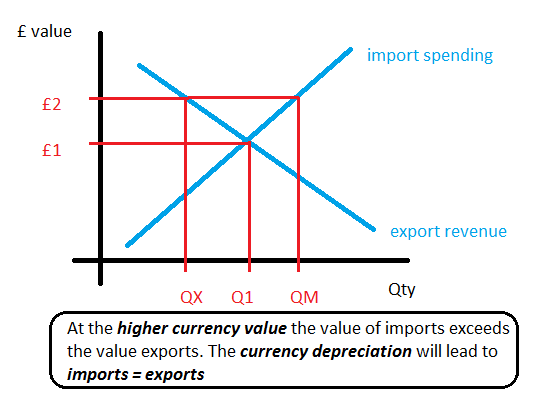 £ value
import spending
£2
£1
export revenue
QX Q1 QM
Qty
At the higher currency value the value of imports exceeds
the value exports. The currency depreciation will lead to
imports = exports